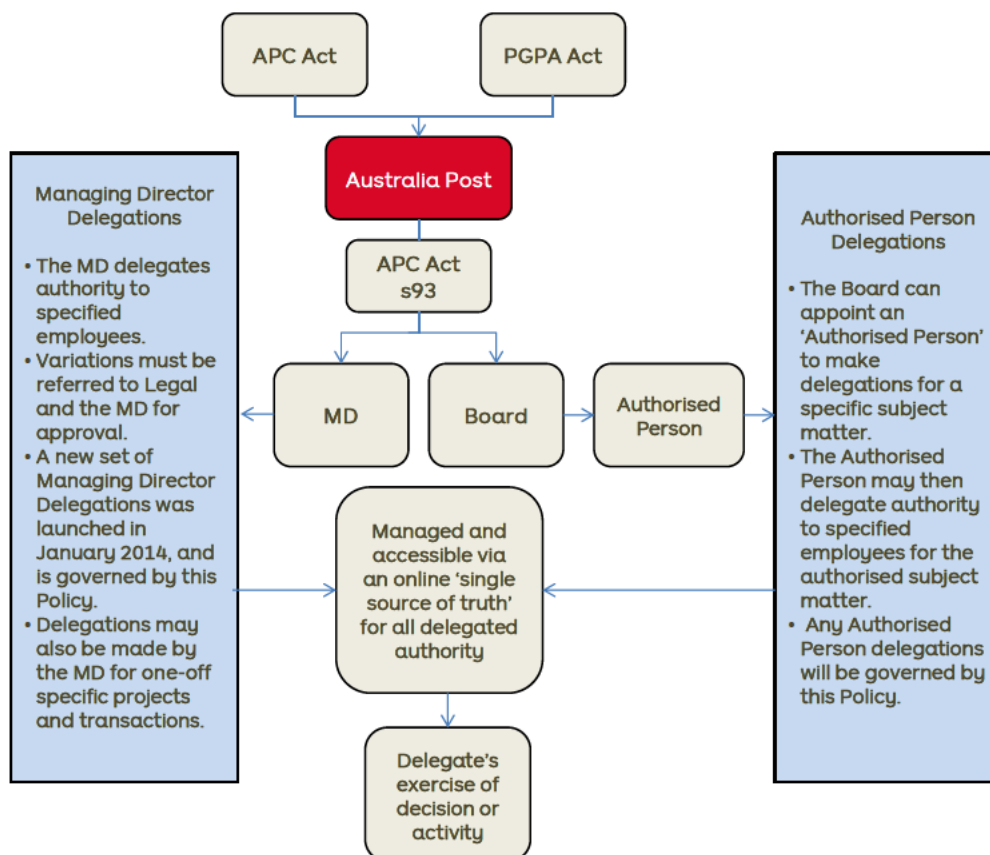 APC Act
PGPA Act
Australia Post
APC Act
s93
MD
Board
Authorised
Person
Managing Director
Delegations
• The MD delegates
authority to
specified
employees.
• Variations must be
referred to Legal
and the MD for
approval.
• A new set of
Managing Director
Delegations was
launched in
January 2014, and
is governed by this
Policy.
• Delegations may
also be made by
the MD for one-off
specific projects
and transactions.
Authorised Person
Delegations
• The Board can
appoint an
‘Authorised Person’
to make
delegations for a
specific subject
matter.
• The Authorised
Person may then
delegate authority
to specified
employees for the
authorised subject
matter.
• Any Authorised
Person delegations
will be governed by
this Policy.
Managed and
accessible via
an online ‘single
source of truth’
for all delegated
authority
Delegate’s
exercise of
decision or
activity